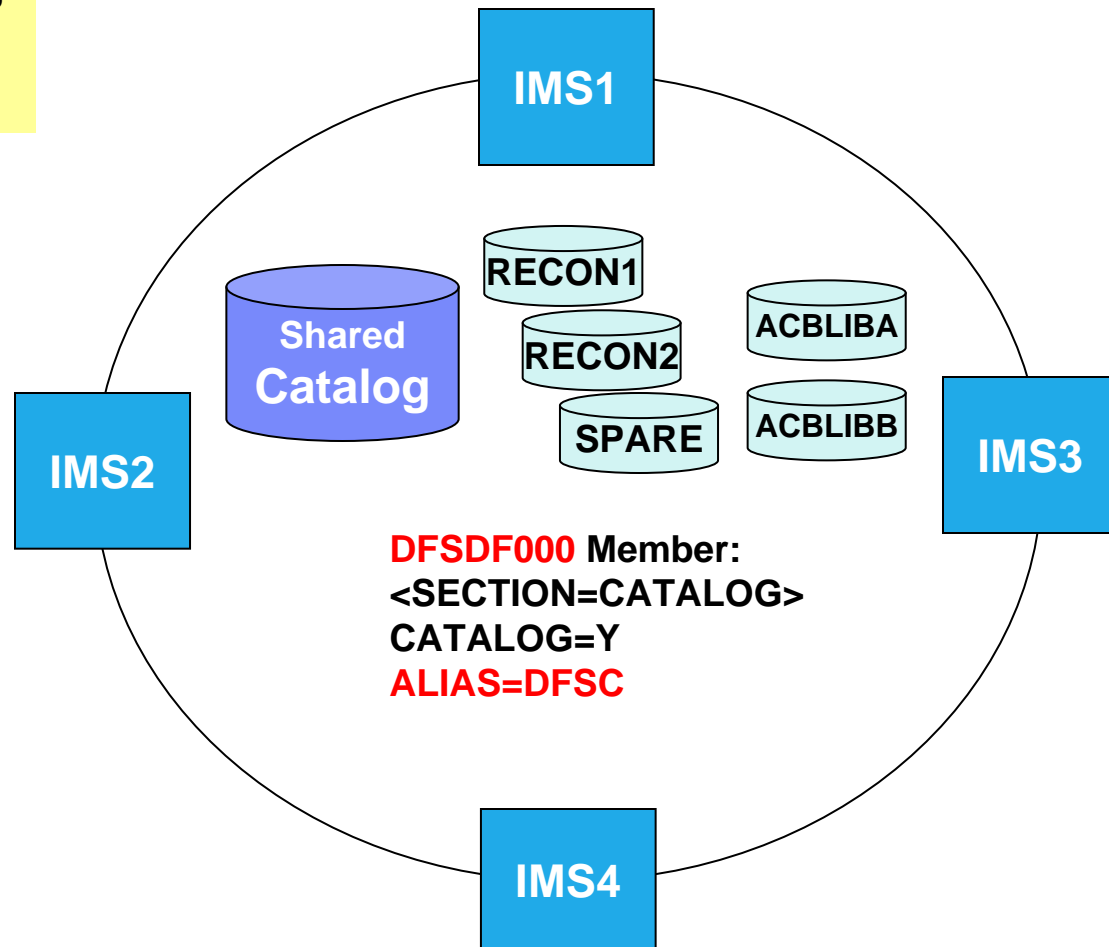 IMS1
RECON1
Shared
Catalog
RECON2
SPARE
ACBLIBA
ACBLIBB
IMS2
IMS3
DFSDF000 Member:
<SECTION=CATALOG>
CATALOG=Y
ALIAS=DFSC
IMS4